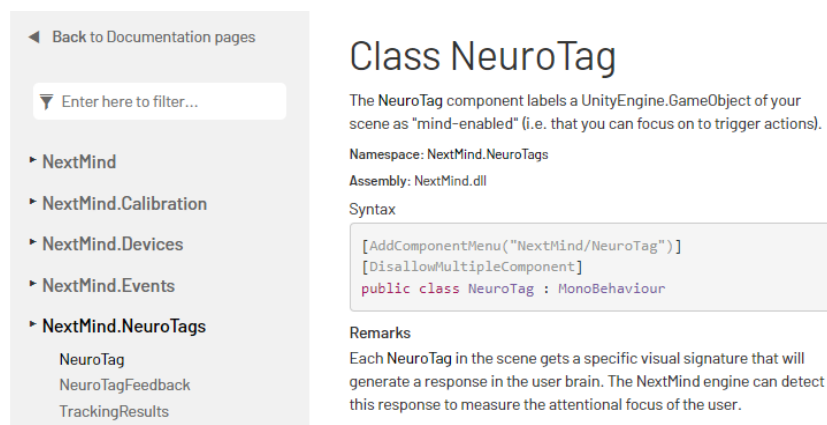 Back to Documentation pages
Enter here to filter...
NextMind
NextMind.Calibration
NextMind.Devices
NextMind.Events
NextMind.NeuroTags
NeuroTag
NeuroTagFeedback
TrackingResults
Class NeuroTag
The NeuroTag component labels a UnityEngine.GameObject of your
scene as "mind-enabled" (i.e. that you can focus on to trigger actions).
Namespace: NextMind.NeuroTags
Assembly: NextMind.dll
Syntax
[AddComponentMenu("NextMind/NeuroTag")]
[DisallowMultipleComponent]
public class NeuroTag : MonoBehaviour
Remarks
Each NeuroTag in the scene gets a specific visual signature that will
generate a response in the user brain. The NextMind engine can detect
this response to measure the attentional focus of the user.